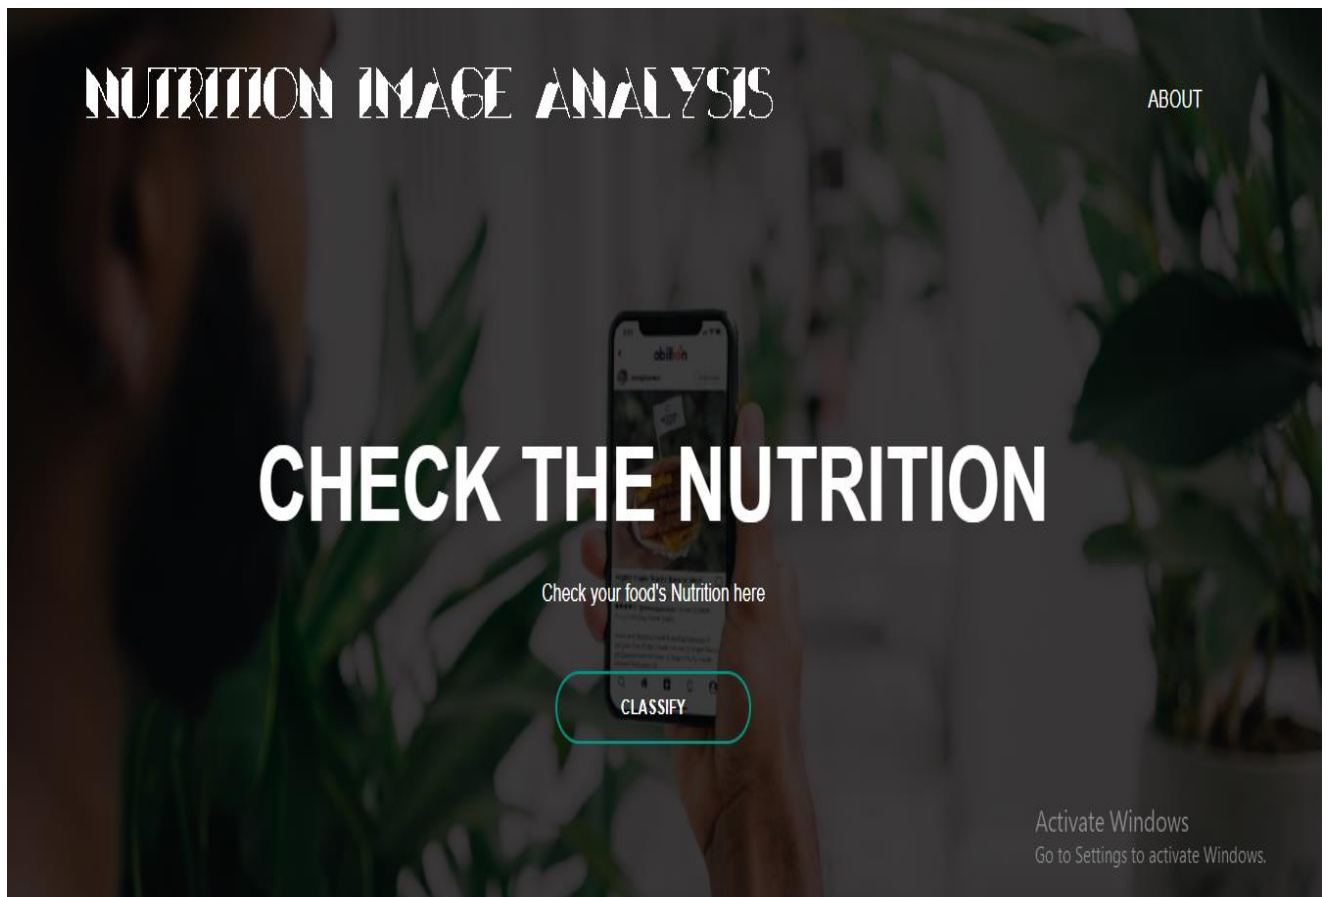 NUTRITION IMAGE ANALYSIS
ABOUT
abillion
CHECK THE NUTRITION
Check your food's Nutrition here
CLASSIFY
Activate Windows
Go to Settings to activate Windows.